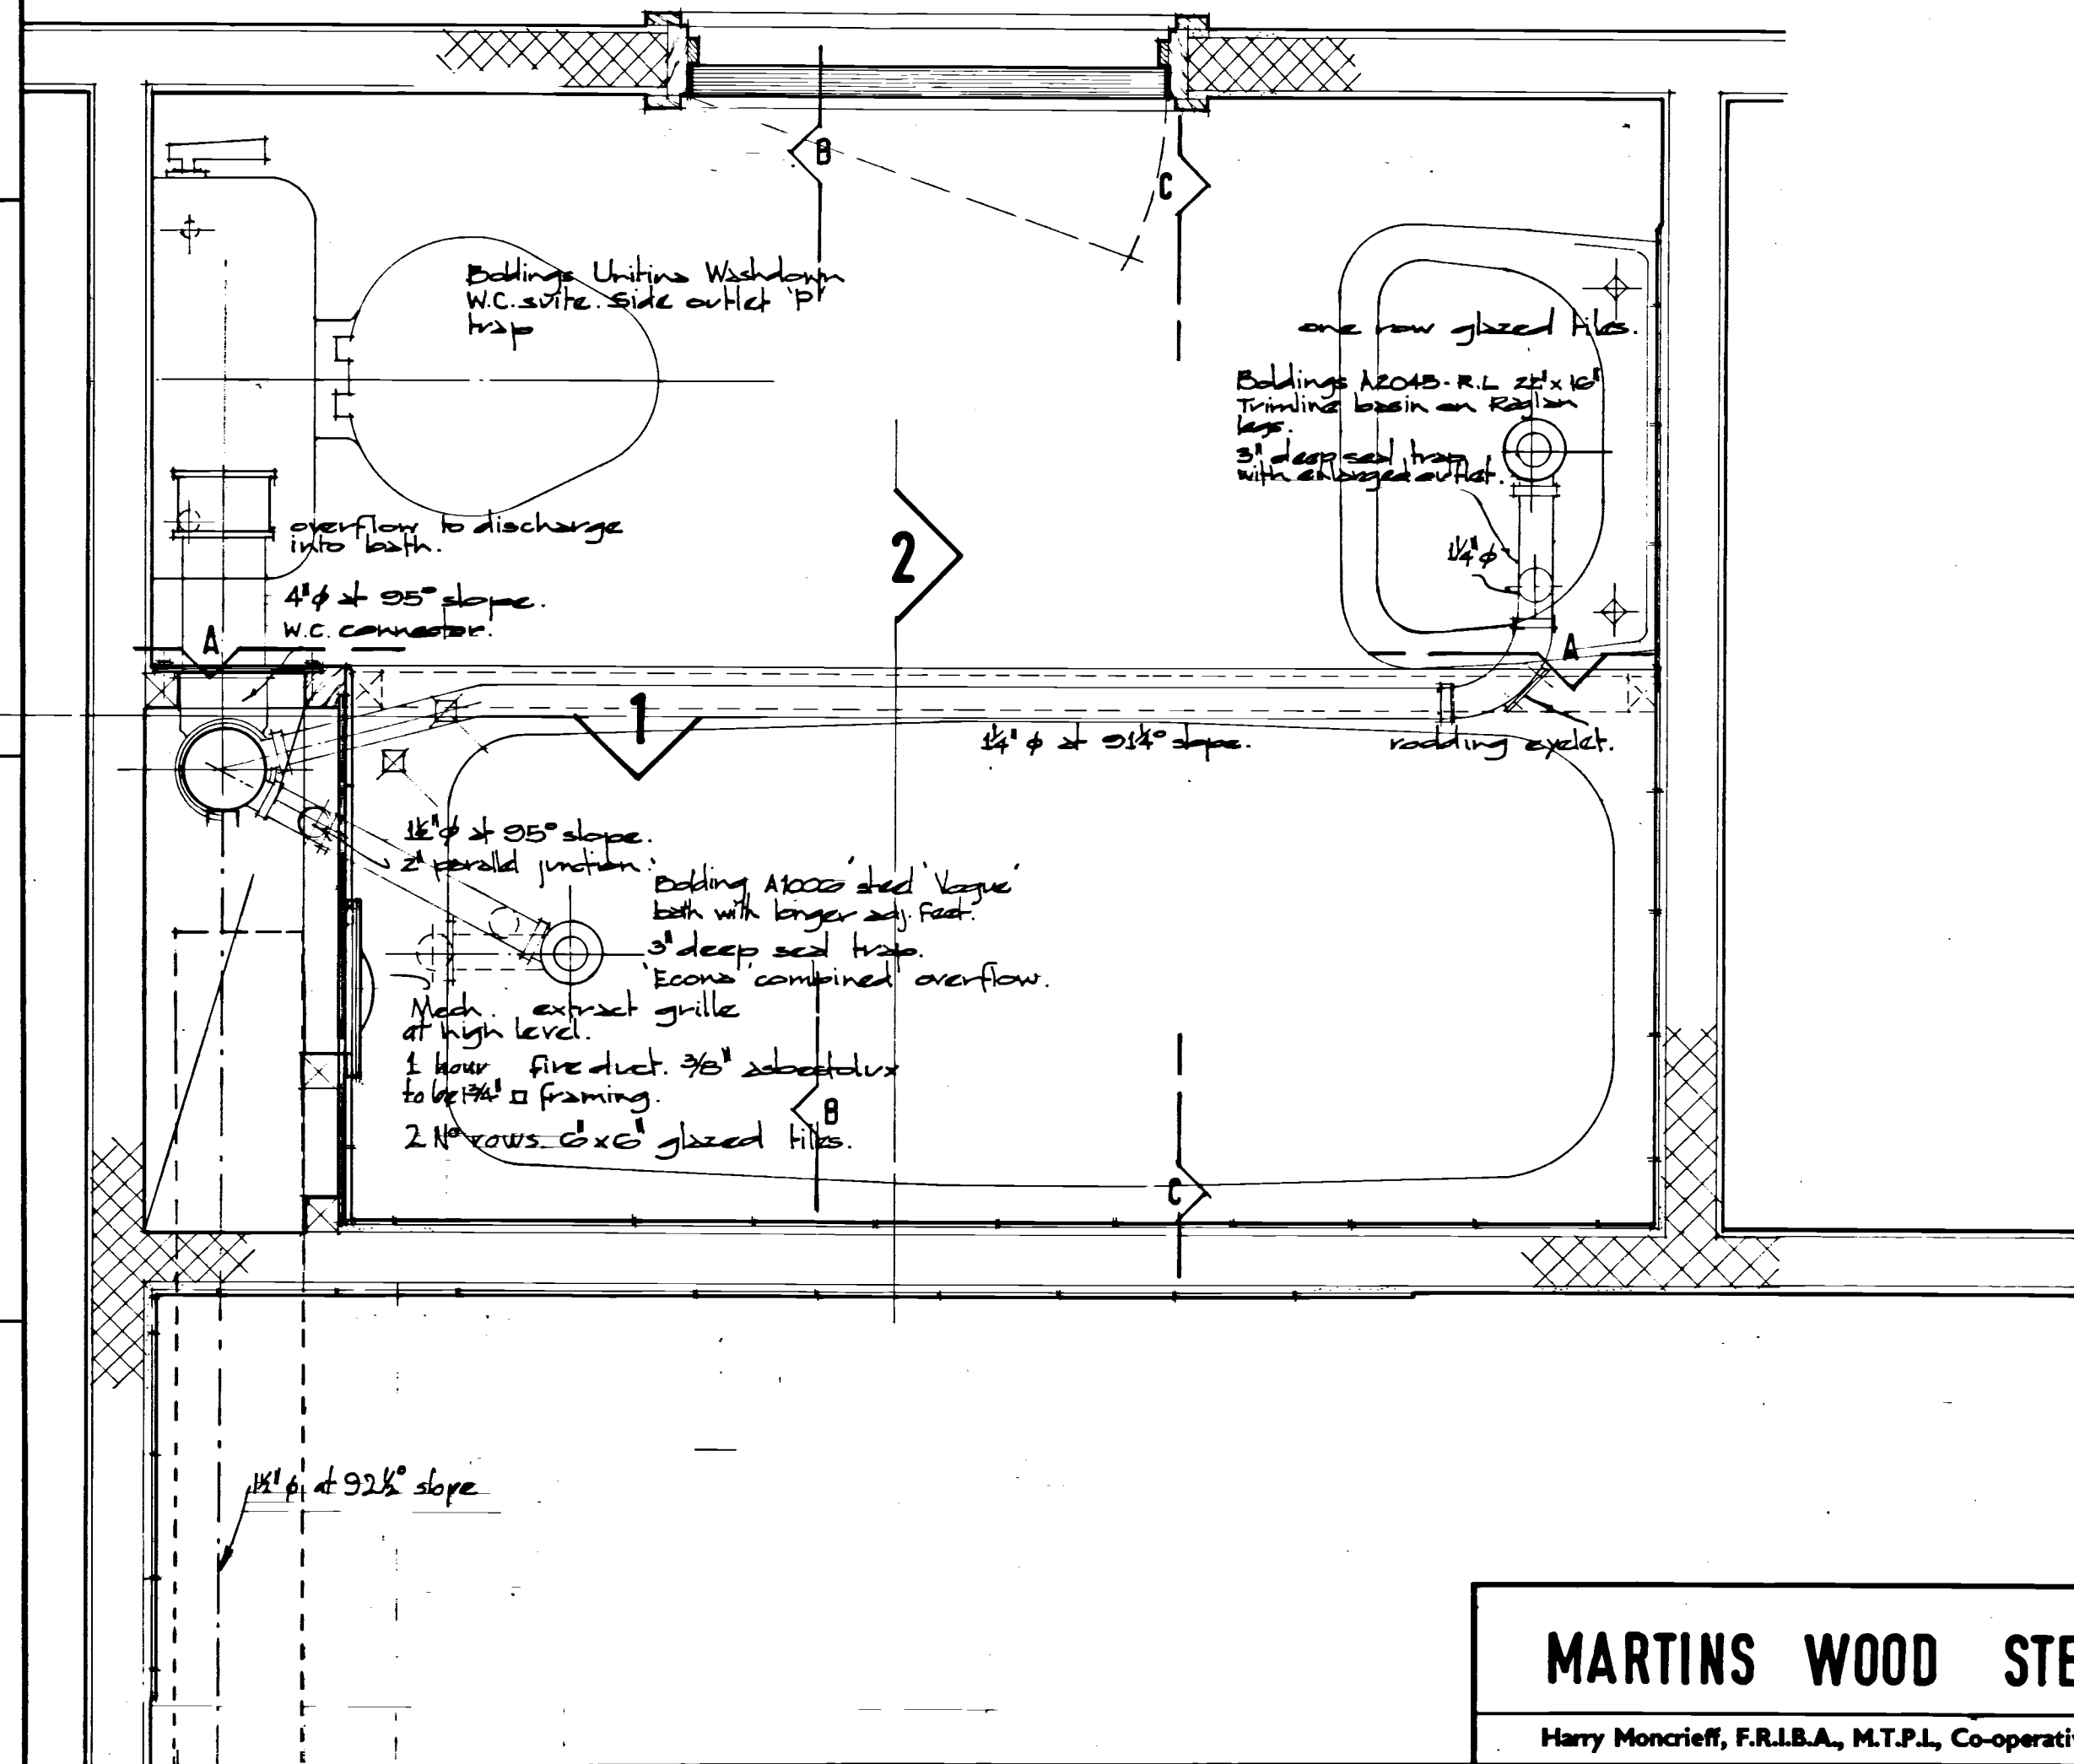 B
C
Boldings Unitina Washdown
W.C. suite. Side outlet 'P'
trap
one row glazed tiles.
Boldings A2045-R.L 22"x16"
Trimline basin on Raglan
legs.
3" deep seal trap
with enlarged outlet.
1¼"ϕ
overflow to discharge
into bath.
2
4"ϕ at 95° slope.
W.C. connector.
A
A
1
1¼"ϕ at 91¼° slope.
rodding eyelet.
1½"ϕ at 95° slope.
2" parallel junction.
Bolding A1000 steel 'Vogue'
bath with longer adj. feet.
3" deep seal trap.
'Econa' combined overflow.
Mech. extract grille
at high level.
1 hour fire duct. 3/8" asbestolux
to be 1¾" □ framing.
B
2 Nº rows 6"x6" glazed tiles.
C
1½"ϕ at 92½° slope
MARTINS WOOD STE
Harry Moncrieff, F.R.I.B.A., M.T.P.I., Co-operati